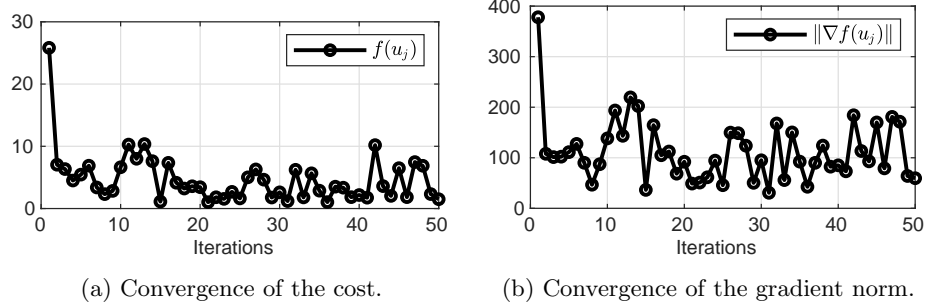 30
20
10
0
f(u_j)
0 10 20 30 40 50
Iterations
(a) Convergence of the cost.
400
300
200
100
0
‖∇f(u_j)‖
0 10 20 30 40 50
Iterations
(b) Convergence of the gradient norm.